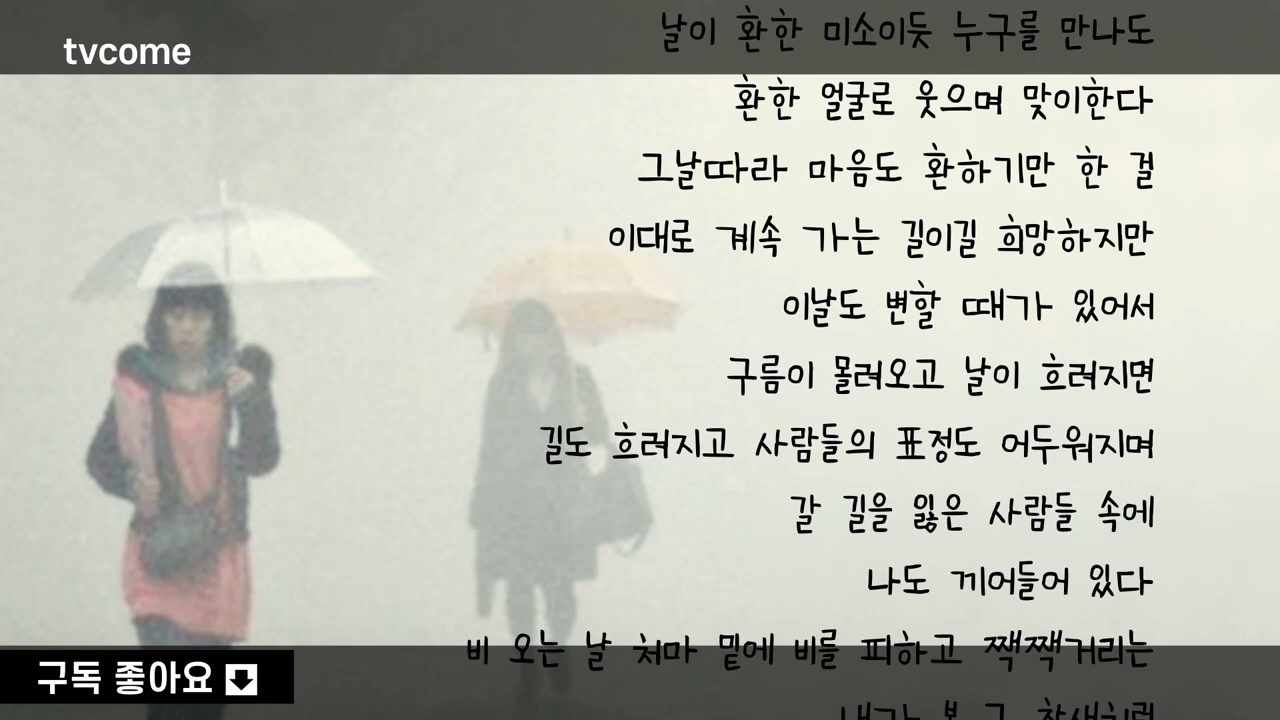 tvcome
날이 환한 미소이듯 누구를 만나도
환한 얼굴로 웃으며 맞이한다
그날따라 마음도 환하기만 한 걸
이대로 계속 가는 길이길 희망하지만
이날도 변할 때가 있어서
구름이 몰려오고 날이 흐려지면
길도 흐려지고 사람들의 표정도 어두워지며
갈 길을 잃은 사람들 속에
나도 끼어들어 있다
비 오는 날 처마 밑에 비를 피하고 짹짹거리는
구독 좋아요